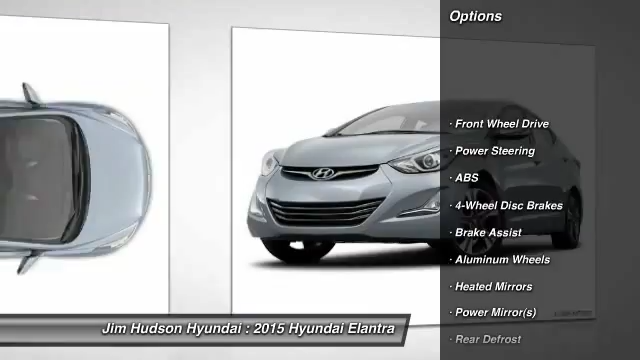 Options
· Front Wheel Drive
· Power Steering
· ABS
· 4-Wheel Disc Brakes
· Brake Assist
· Aluminum Wheels
· Heated Mirrors
· Power Mirror(s)
· Rear Defrost
Jim Hudson Hyundai : 2015 Hyundai Elantra